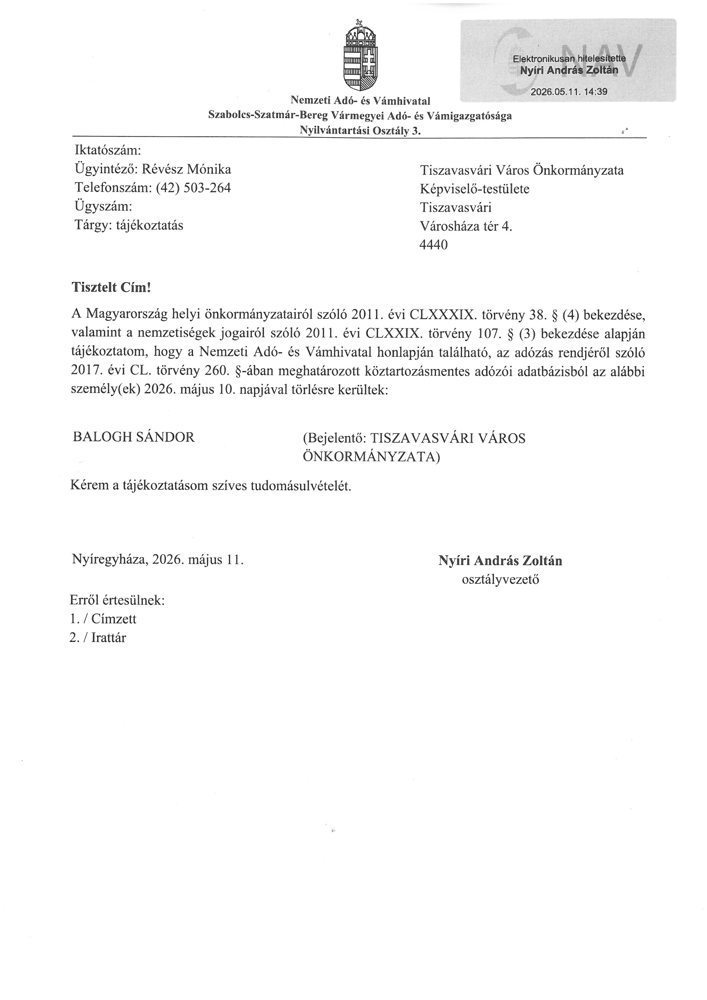 Elektronikusan hitelesítette
Nyíri András Zoltán
2026.05.11. 14:39
NAV
Nemzeti Adó- és Vámhivatal
Szabolcs-Szatmár-Bereg Vármegyei Adó- és Vámigazgatósága
Nyilvántartási Osztály 3.
Iktatószám:
Ügyintéző: Révész Mónika
Telefonszám: (42) 503-264
Ügyszám:
Tárgy: tájékoztatás
Tiszavasvári Város Önkormányzata
Képviselő-testülete
Tiszavasvári
Városháza tér 4.
4440
Tisztelt Cím!
A Magyarország helyi önkormányzatairól szóló 2011. évi CLXXXIX. törvény 38. § (4) bekezdése,
valamint a nemzetiségek jogairól szóló 2011. évi CLXXIX. törvény 107. § (3) bekezdése alapján
tájékoztatom, hogy a Nemzeti Adó- és Vámhivatal honlapján található, az adózás rendjéről szóló
2017. évi CL. törvény 260. §-ában meghatározott köztartozásmentes adózói adatbázisból az alábbi
személy(ek) 2026. május 10. napjával törlésre kerültek:
BALOGH SÁNDOR
(Bejelentő: TISZAVASVÁRI VÁROS
ÖNKORMÁNYZATA)
Kérem a tájékoztatásom szíves tudomásulvételét.
Nyíregyháza, 2026. május 11.
Nyíri András Zoltán
osztályvezető
Erről értesülnek:
1. / Címzett
2. / Irattár